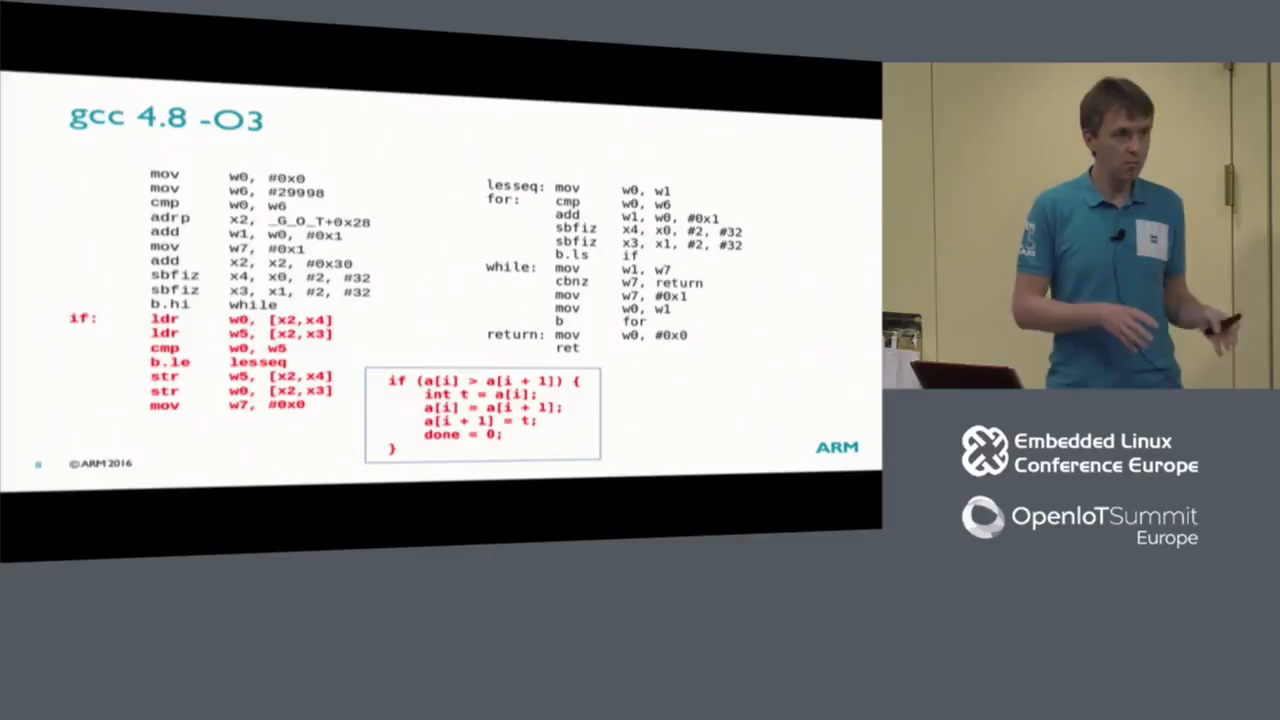 gcc 4.8 -O3
mov w0, #0x0
mov w6, #29998
cmp w0, w6
adrp x2, _G_O_T+0x28
add w1, w0, #0x1
mov w7, #0x1
add x2, x2, #0x30
sbfiz x4, x0, #2, #32
sbfiz x3, x1, #2, #32
b.hi while
if: ldr w0, [x2,x4]
ldr w5, [x2,x3]
cmp w0, w5
b.le lesseq
str w5, [x2,x4]
str w0, [x2,x3]
mov w7, #0x0
lesseq: mov w0, w1
for: cmp w0, w6
add w1, w0, #0x1
sbfiz x4, x0, #2, #32
sbfiz x3, x1, #2, #32
b.ls if
while: mov w1, w7
cbnz w7, return
mov w7, #0x1
mov w0, w1
b for
return: mov w0, #0x0
ret
if (a[i] > a[i + 1]) {
int t = a[i];
a[i] = a[i + 1];
a[i + 1] = t;
done = 0;
}
8 © ARM 2016
ARM
Embedded Linux
Conference Europe
OpenIoTSummit
Europe